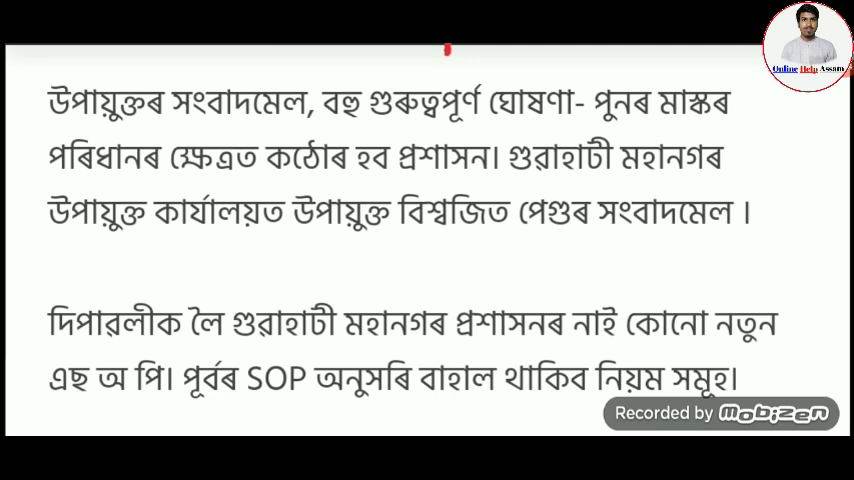 Online Help Assam
উপায়ুক্তৰ সংবাদমেল, বহু গুৰুত্বপূৰ্ণ ঘোষণা- পুনৰ মাস্কৰ
পৰিধানৰ ক্ষেত্ৰত কঠোৰ হব প্ৰশাসন। গুৱাহাটী মহানগৰ
উপায়ুক্ত কাৰ্যালয়ত উপায়ুক্ত বিশ্বজিত পেগুৰ সংবাদমেল ।
দিপাৱলীক লৈ গুৱাহাটী মহানগৰ প্ৰশাসনৰ নাই কোনো নতুন
এছ অ পি। পূৰ্বৰ SOP অনুসৰি বাহাল থাকিব নিয়ম সমূহ।
Recorded by Mobizen